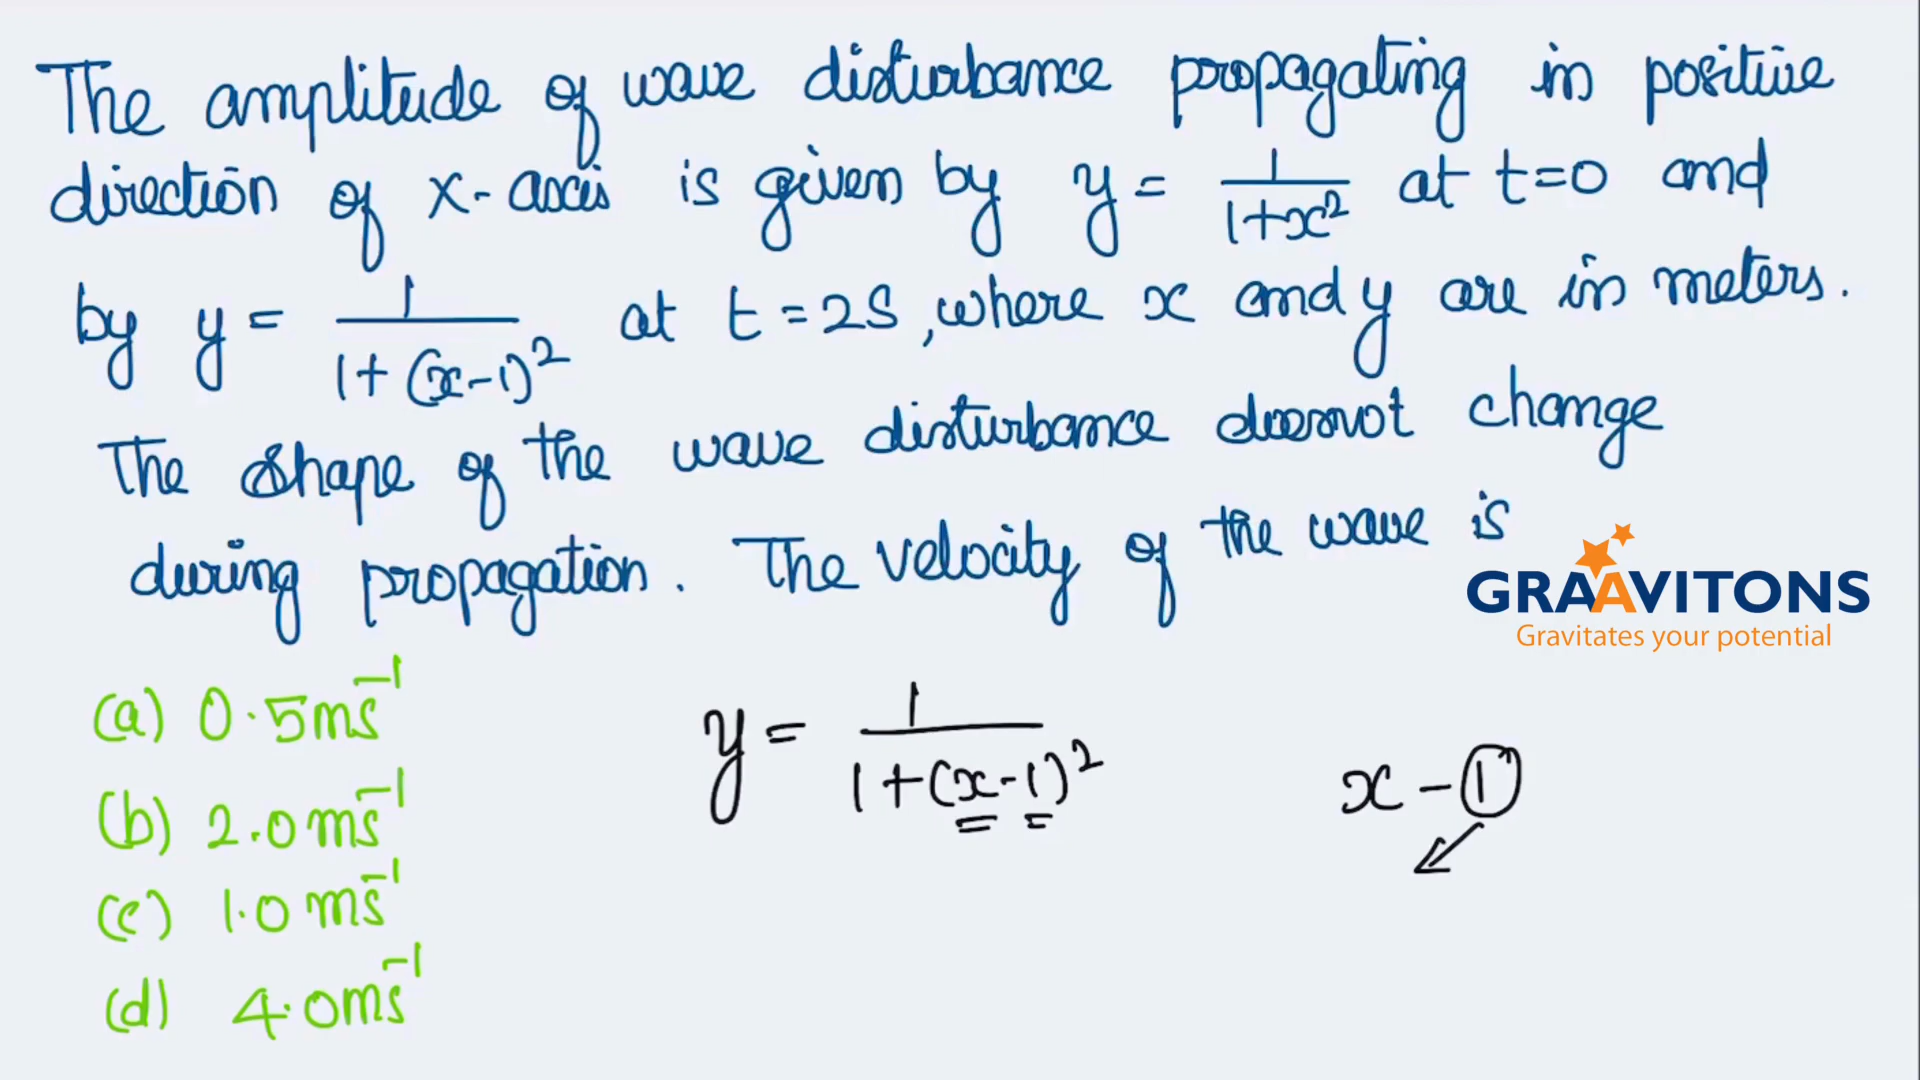 The amplitude of wave disturbance propagating in positive
direction of x-axis is given by y = 1/(1+x²) at t=0 and
by y = 1/(1+(x-1)²) at t=2S, where x and y are in meters.
The shape of the wave disturbance doesnot change
during propagation. The velocity of the wave is
GRAAVITONS
Gravitates your potential
(a) 0.5ms⁻¹
(b) 2.0ms⁻¹
(c) 1.0ms⁻¹
(d) 4.0ms⁻¹
y = 1/(1+(x-1)²)
x - 1